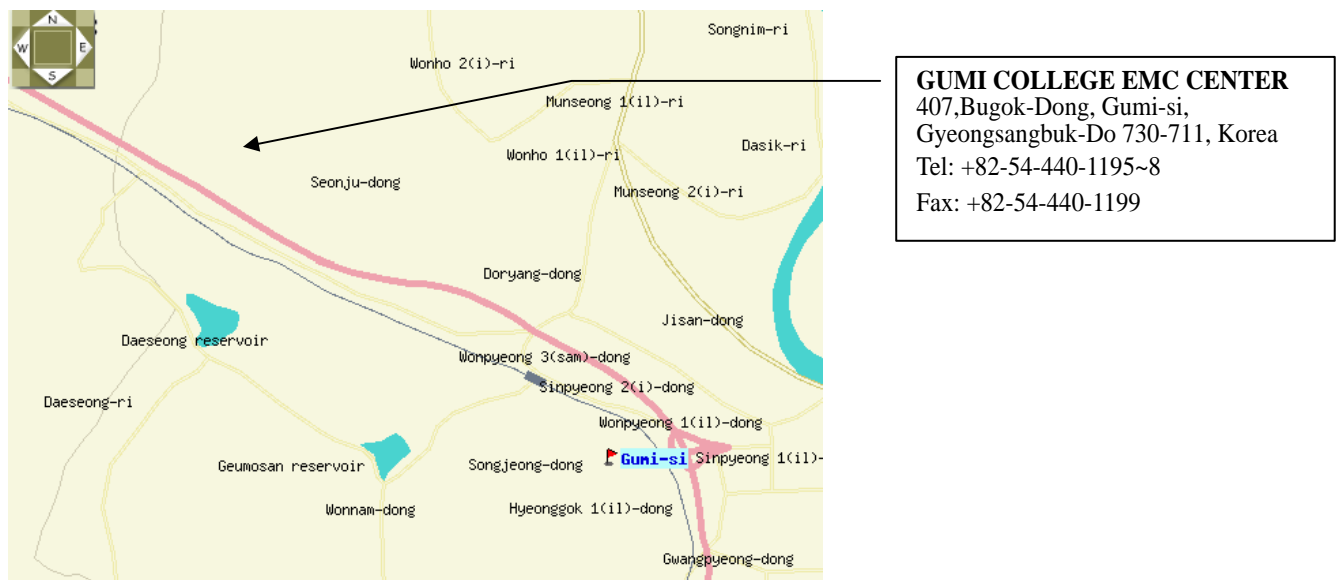 N
W
E
S
Songnim-ri
Wonho 2(i)-ri
Munseong 1(il)-ri
Wonho 1(il)-ri
Dasik-ri
Seonju-dong
Munseong 2(i)-ri
Doryang-dong
Jisan-dong
Daeseong reservoir
Wonpyeong 3(sam)-dong
Sinpyeong 2(i)-dong
Daeseong-ri
Wonpyeong 1(il)-dong
Geumosan reservoir
Songjeong-dong
Gumi-si
Sinpyeong 1(il)-
Wonnam-dong
Hyeonggok 1(il)-dong
Gwangpyeong-dong
GUMI COLLEGE EMC CENTER
407,Bugok-Dong, Gumi-si,
Gyeongsangbuk-Do 730-711, Korea
Tel: +82-54-440-1195~8
Fax: +82-54-440-1199